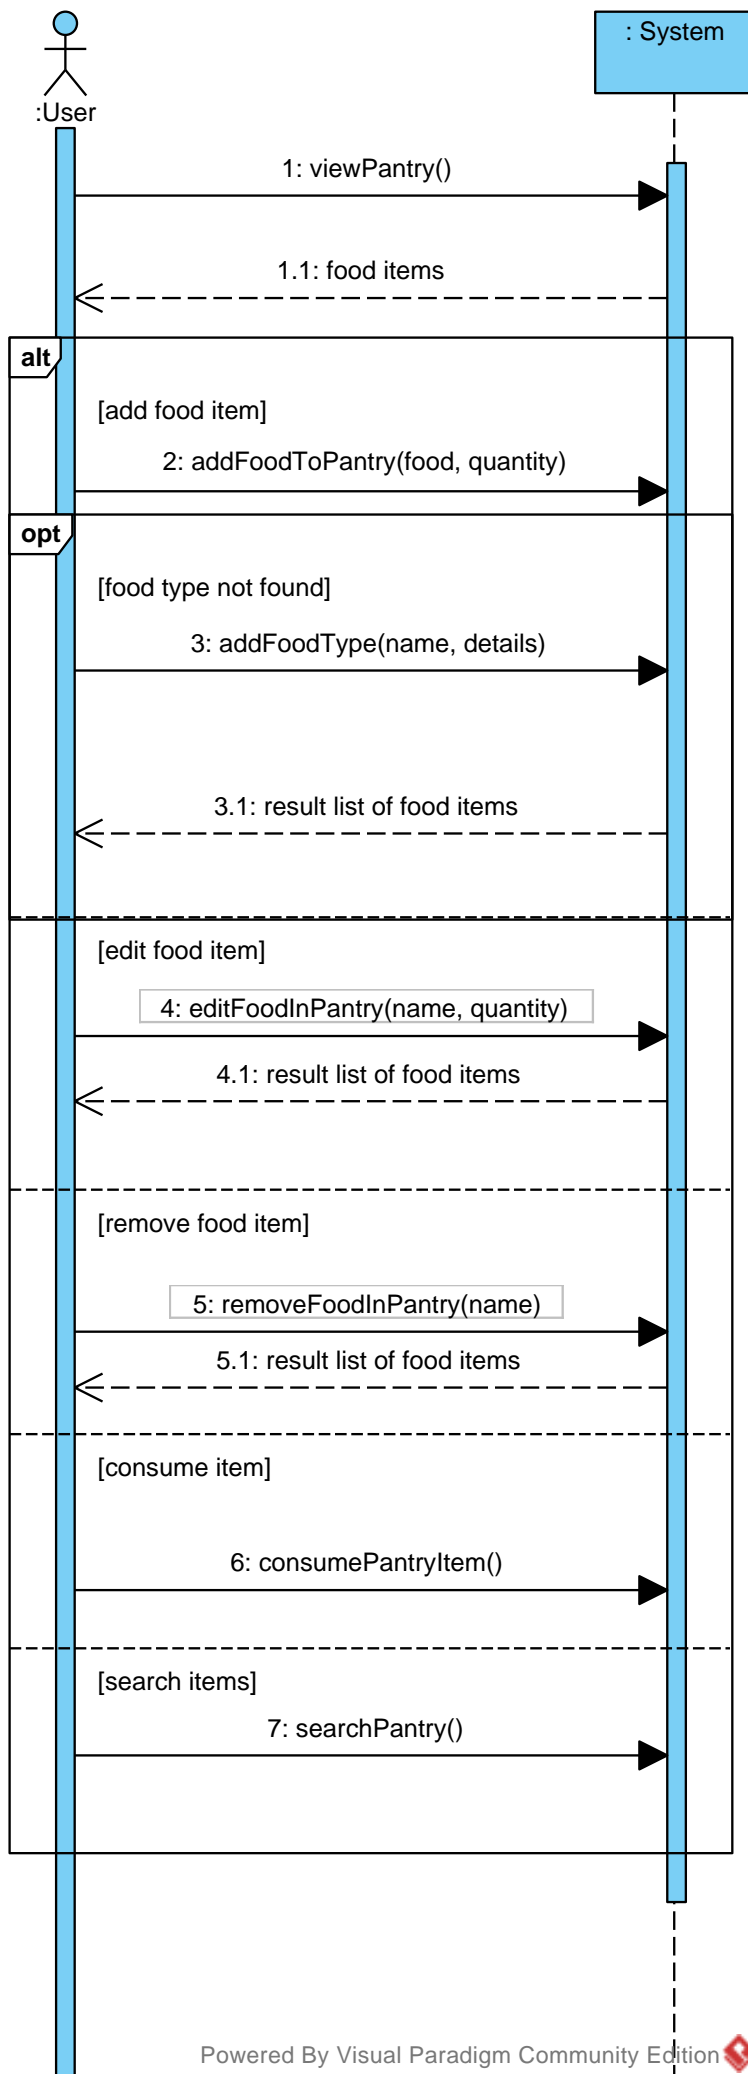 : System
:User
1: viewPantry()
1.1: food items
alt
[add food item]
2: addFoodToPantry(food, quantity)
opt
[food type not found]
3: addFoodType(name, details)
3.1: result list of food items
[edit food item]
4: editFoodInPantry(name, quantity)
4.1: result list of food items
[remove food item]
5: removeFoodInPantry(name)
5.1: result list of food items
[consume item]
6: consumePantryItem()
[search items]
7: searchPantry()
Powered By Visual Paradigm Community Edition